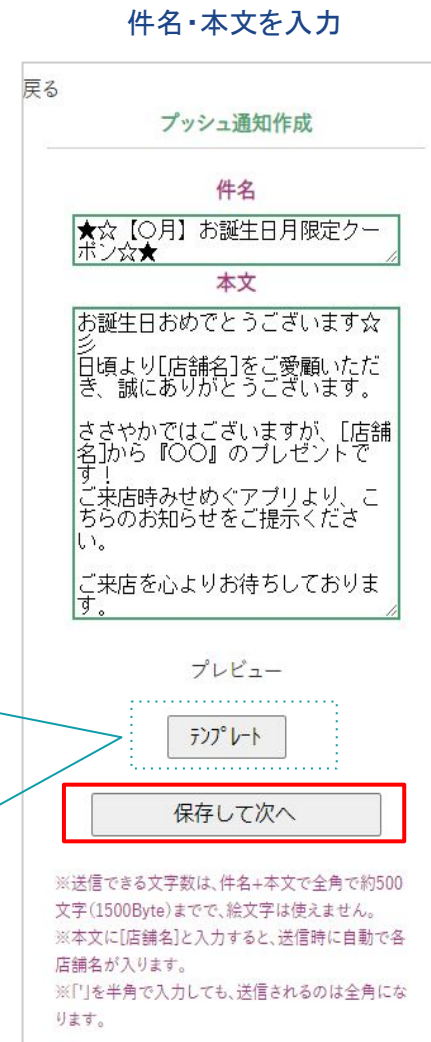 件名・本文を入力
戻る
プッシュ通知作成
件名
★☆【〇月】お誕生日月限定クー
ポン☆★
本文
お誕生日おめでとうございます☆
彡
日頃より[店舗名]をご愛顧いただ
き、誠にありがとうございます。
ささやかではございますが、[店舗
名]から『〇〇』のプレゼントで
す!
ご来店時みせめぐアプリより、こ
ちらのお知らせをご提示くださ
い。
ご来店を心よりお待ちしておりま
す。
プレビュー
ﾃﾝﾌﾟﾚｰﾄ
保存して次へ
※送信できる文字数は、件名+本文で全角で約500
文字(1500Byte)までで、絵文字は使えません。
※本文に[店舗名]と入力すると、送信時に自動で各
店舗名が入ります。
※「'」を半角で入力しても、送信されるのは全角にな
ります。